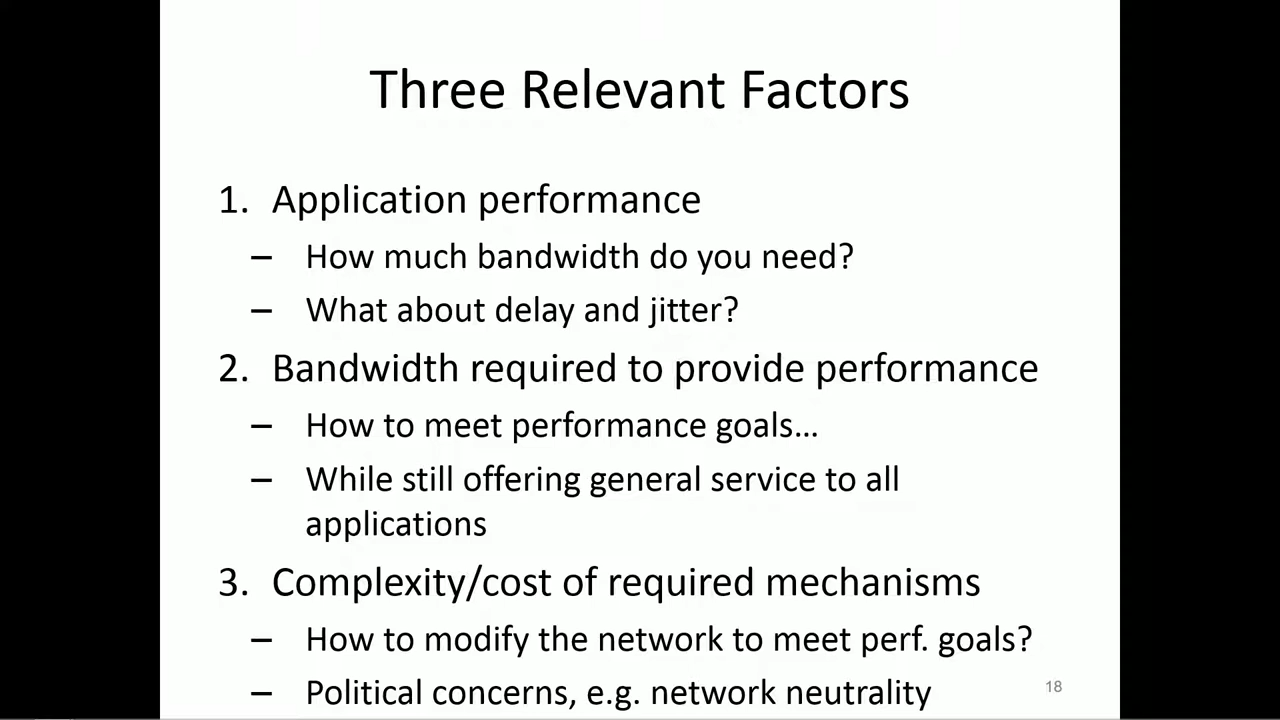 Three Relevant Factors
1. Application performance
– How much bandwidth do you need?
– What about delay and jitter?
2. Bandwidth required to provide performance
– How to meet performance goals…
– While still offering general service to all
applications
3. Complexity/cost of required mechanisms
– How to modify the network to meet perf. goals?
– Political concerns, e.g. network neutrality
18